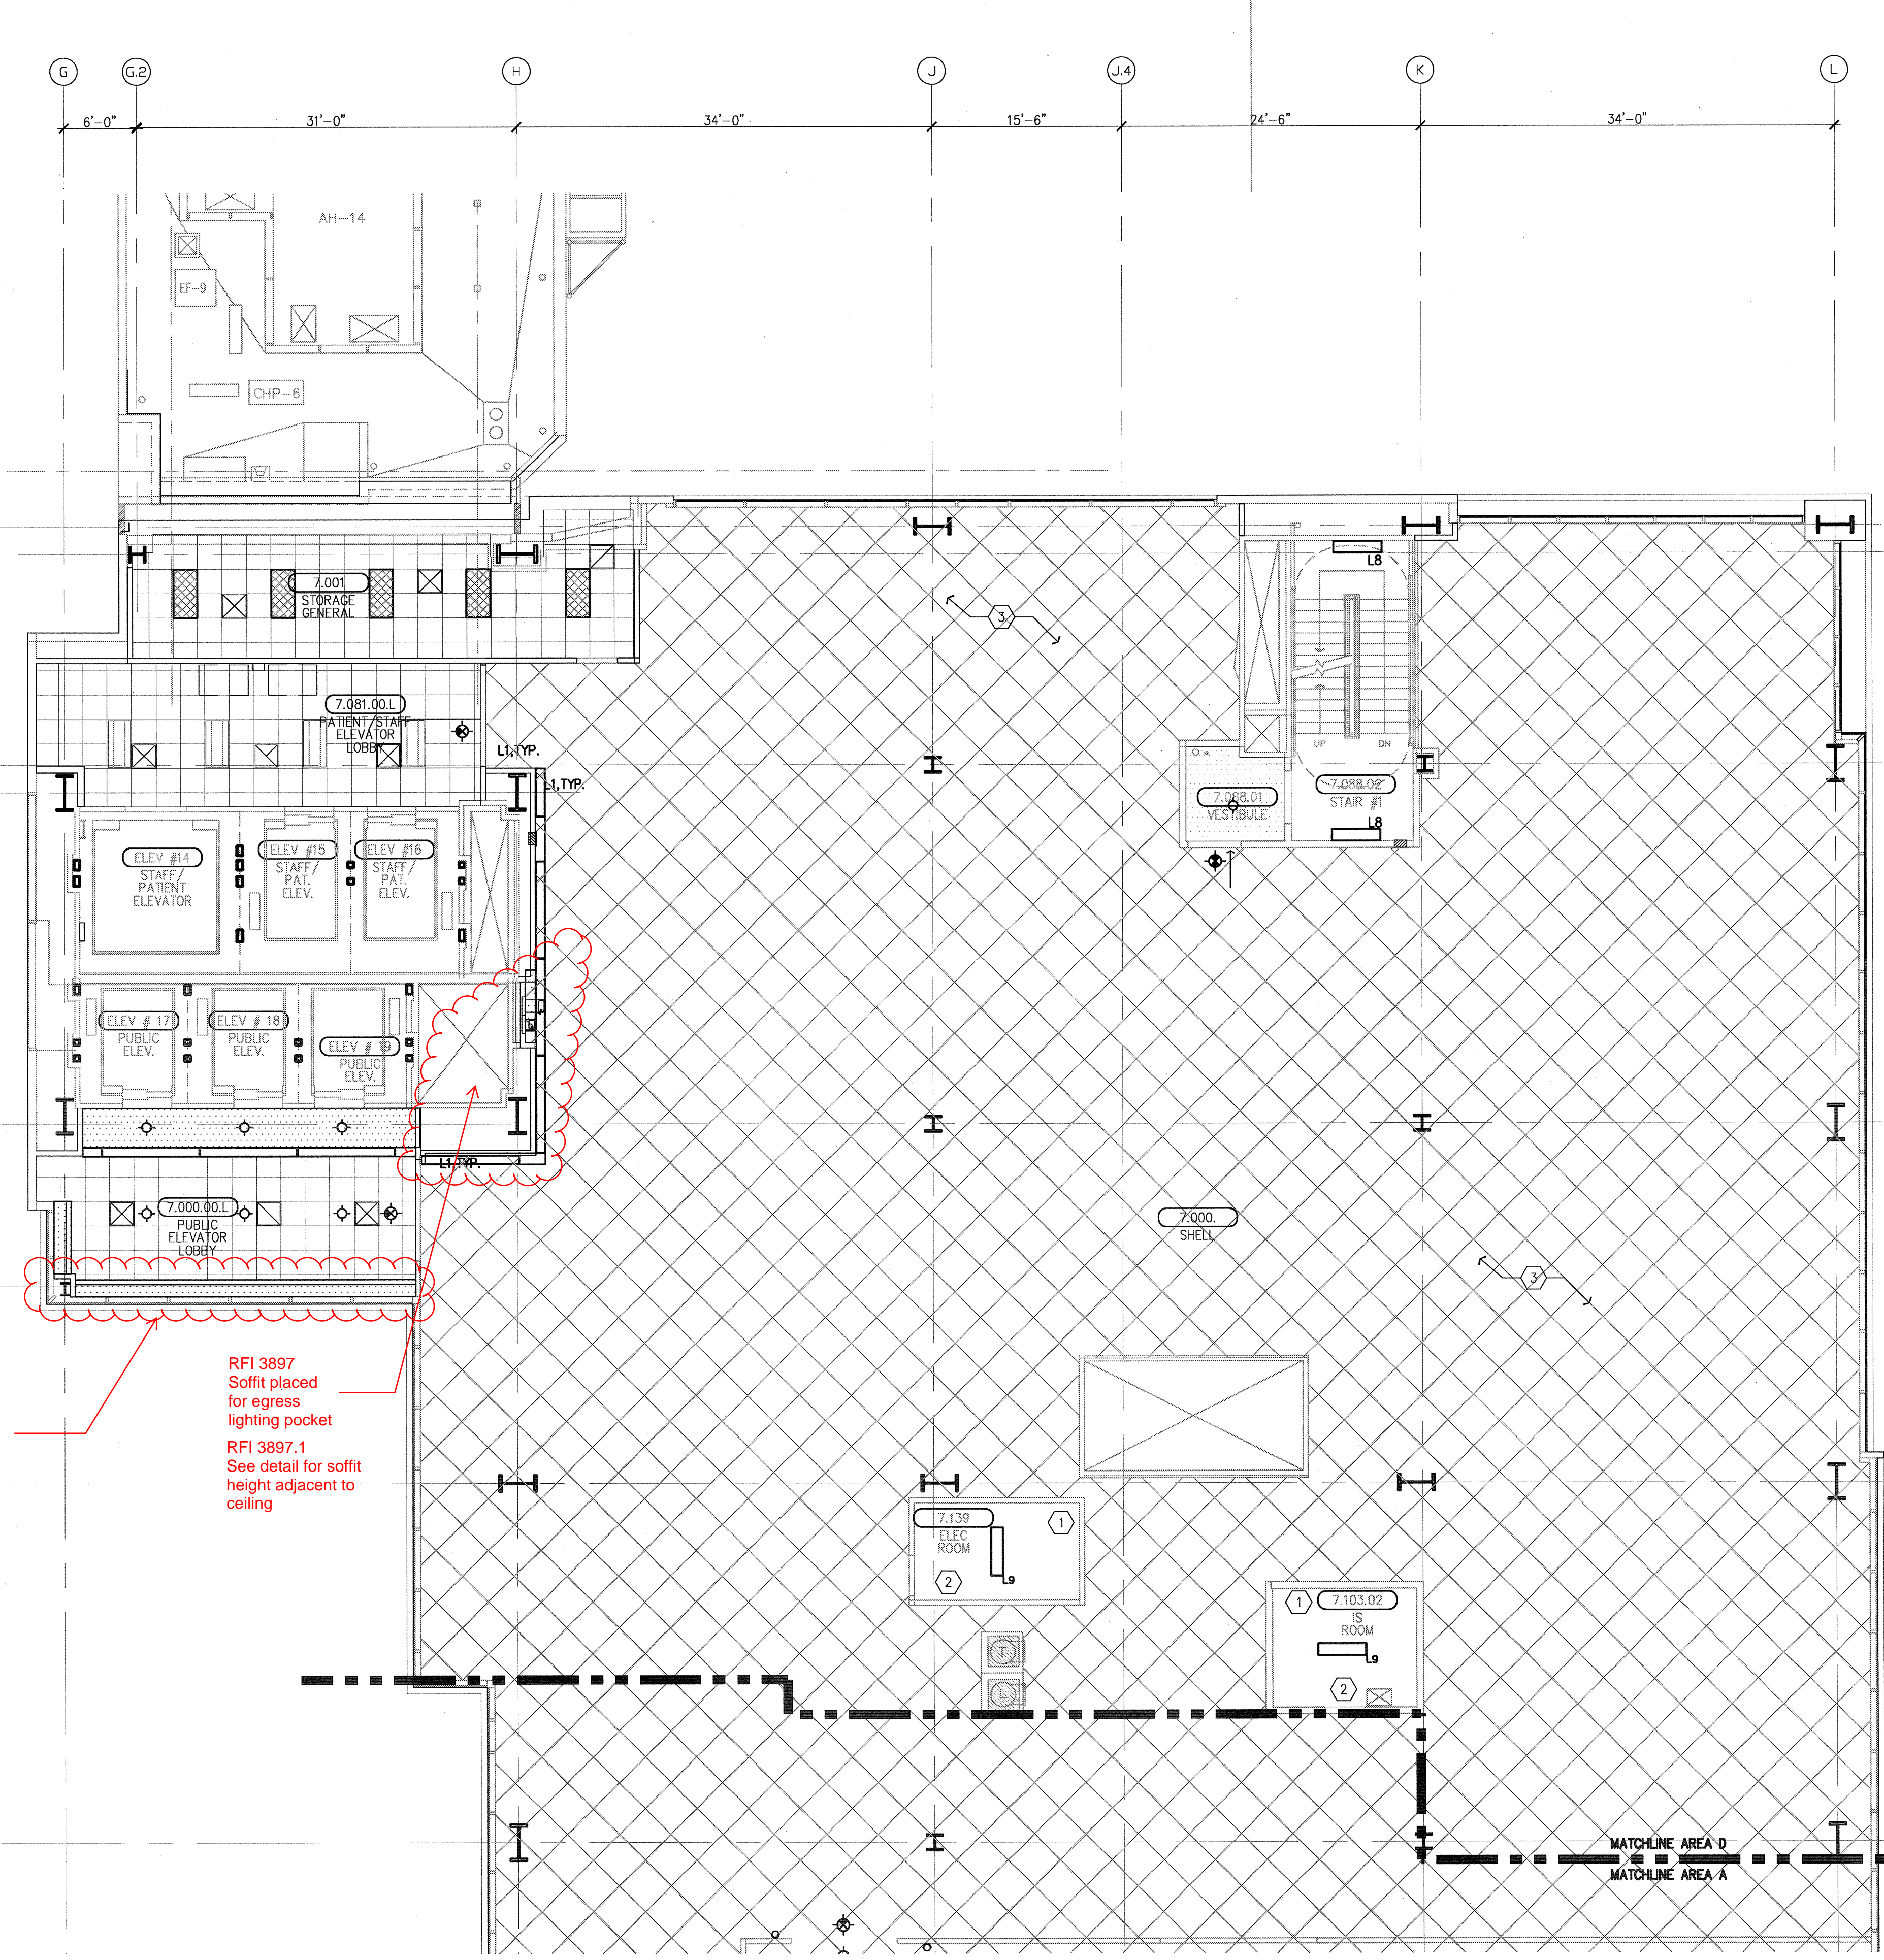 G G.2 H J J.4 K L
6'-0" 31'-0" 34'-0" 15'-6" 24'-6" 34'-0"
AH-14
EF-9
CHP-6
7.001
STORAGE
GENERAL
3
L8
7.081.00.L
PATIENT/STAFF
ELEVATOR
LOBBY
L1,TYP.
L1,TYP.
UP DN
7.088.01
VESTIBULE
7.088.02
STAIR #1
L8
ELEV #14
STAFF/
PATIENT
ELEVATOR
ELEV #15
STAFF/
PAT.
ELEV.
ELEV #16
STAFF/
PAT.
ELEV.
ELEV # 17
PUBLIC
ELEV.
ELEV # 18
PUBLIC
ELEV.
ELEV # 19
PUBLIC
ELEV.
L1,TYP.
7.000.00.L
PUBLIC
ELEVATOR
LOBBY
7.000.
SHELL
3
RFI 3897
Soffit placed
for egress
lighting pocket
RFI 3897.1
See detail for soffit
height adjacent to
ceiling
7.139
ELEC
ROOM
1
2
L9
1
7.103.02
IS
ROOM
L9
2
T
L
MATCHLINE AREA D
MATCHLINE AREA A